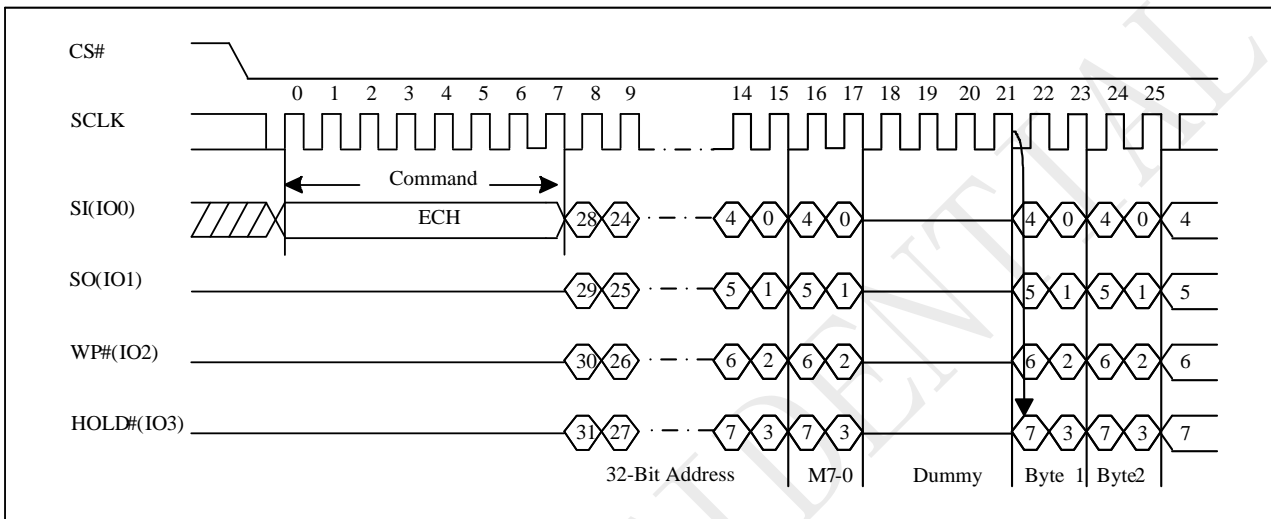 CS#
0 1 2 3 4 5 6 7 8 9 14 15 16 17 18 19 20 21 22 23 24 25
SCLK
Command
SI(IO0) ECH 28 24 4 0 4 0 4 0 4 0 4
SO(IO1) 29 25 5 1 5 1 5 1 5 1 5
WP#(IO2) 30 26 6 2 6 2 6 2 6 2 6
HOLD#(IO3) 31 27 7 3 7 3 7 3 7 3 7
32-Bit Address M7-0 Dummy Byte 1 Byte2
IDENTIAL